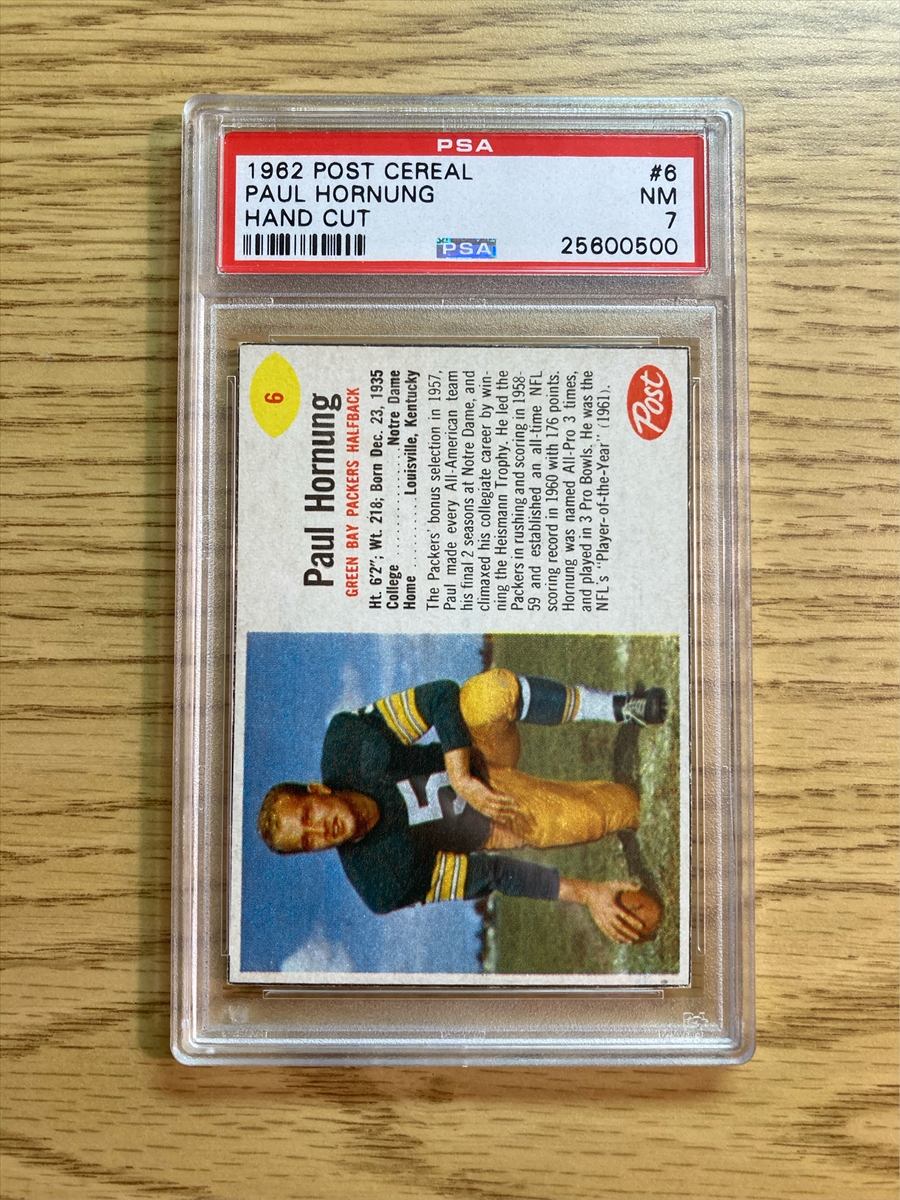 PSA
1962 POST CEREAL #6
PAUL HORNUNG NM
HAND CUT 7
PSA 25600500
6
Paul Hornung
GREEN BAY PACKERS HALFBACK
Ht. 6'2"; Wt. 218; Born Dec. 23, 1935
College .............. Notre Dame
Home ......... Louisville, Kentucky
The Packers' bonus selection in 1957,
Paul made every All-American team
his final 2 seasons at Notre Dame, and
climaxed his collegiate career by win-
ning the Heismann Trophy. He led the
Packers in rushing and scoring in 1958-
59 and established an all-time NFL
scoring record in 1960 with 176 points.
Hornung was named All-Pro 3 times,
and played in 3 Pro Bowls. He was the
NFL's "Player-of-the-Year" (1961).
Post
5